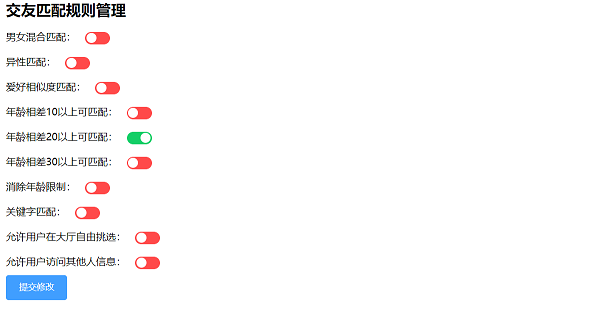 交友匹配规则管理
男女混合匹配：
异性匹配：
爱好相似度匹配：
年龄相差10以上可匹配：
年龄相差20以上可匹配：
年龄相差30以上可匹配：
消除年龄限制：
关键字匹配：
允许用户在大厅自由挑选：
允许用户访问其他人信息：
提交修改